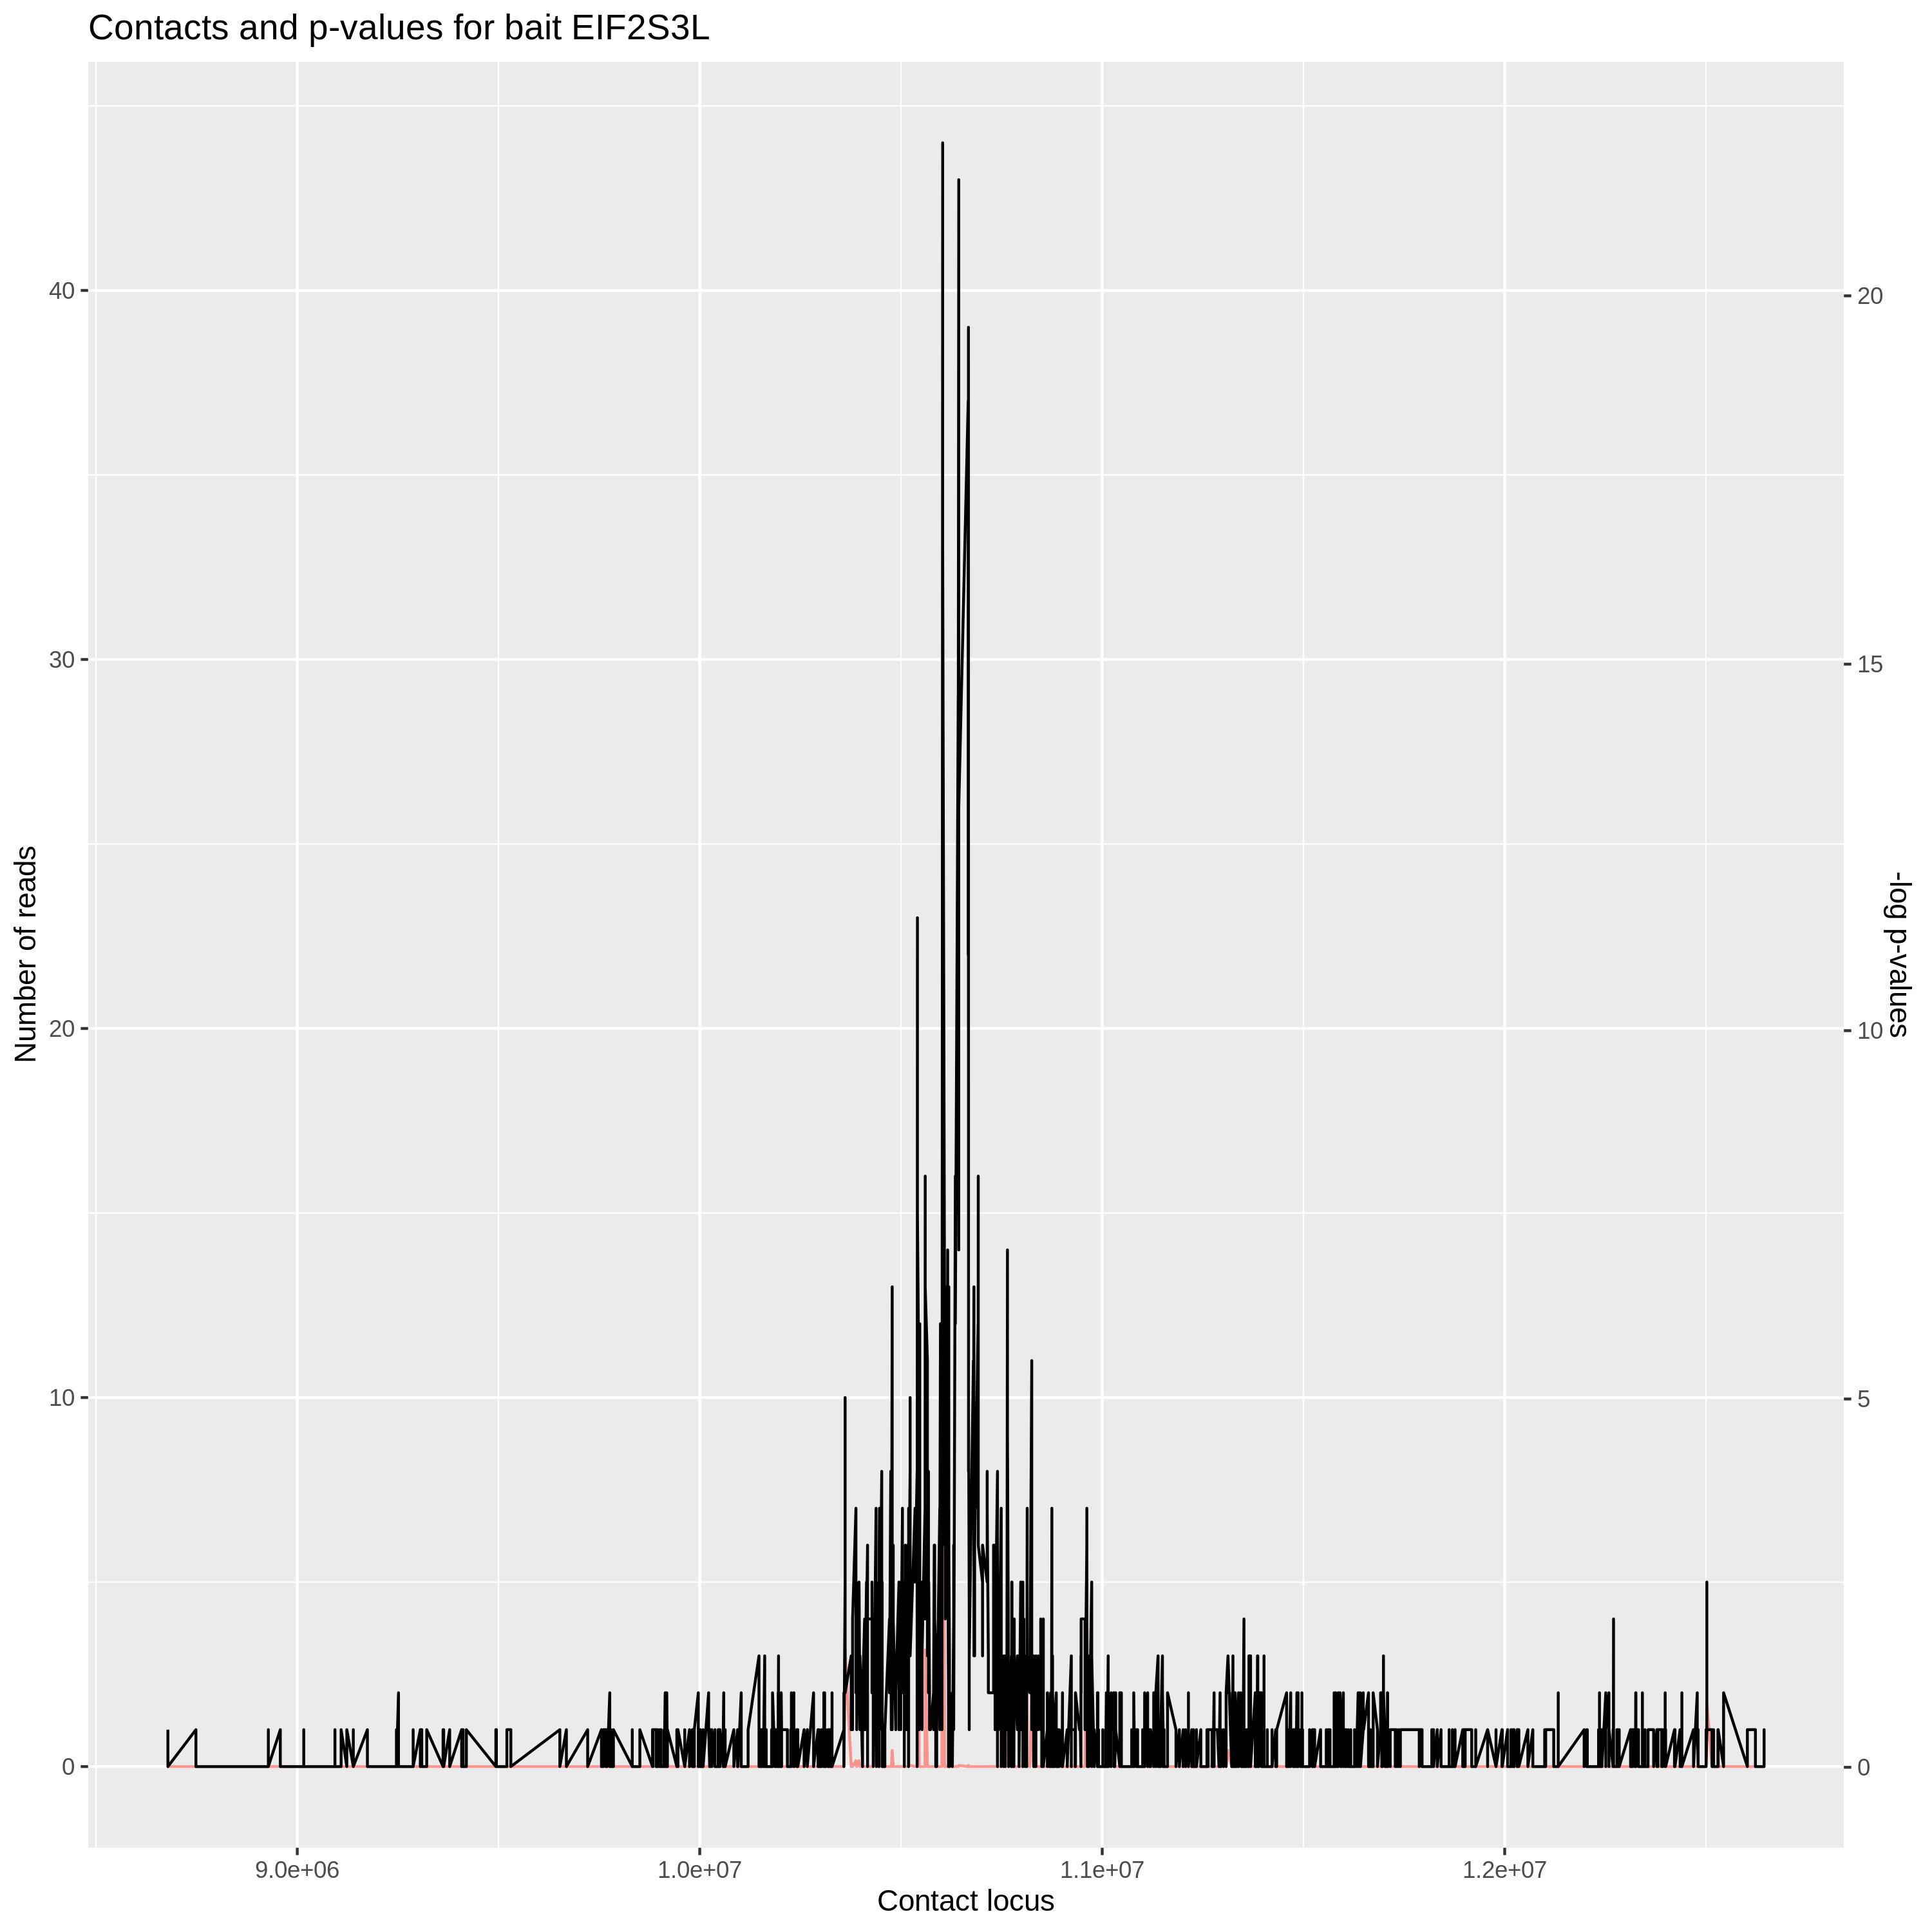 Contacts and p-values for bait EIF2S3L
Number of reads
40
30
20
10
0
20
15
10
5
0
-log p-values
9.0e+06
1.0e+07
1.1e+07
1.2e+07
Contact locus